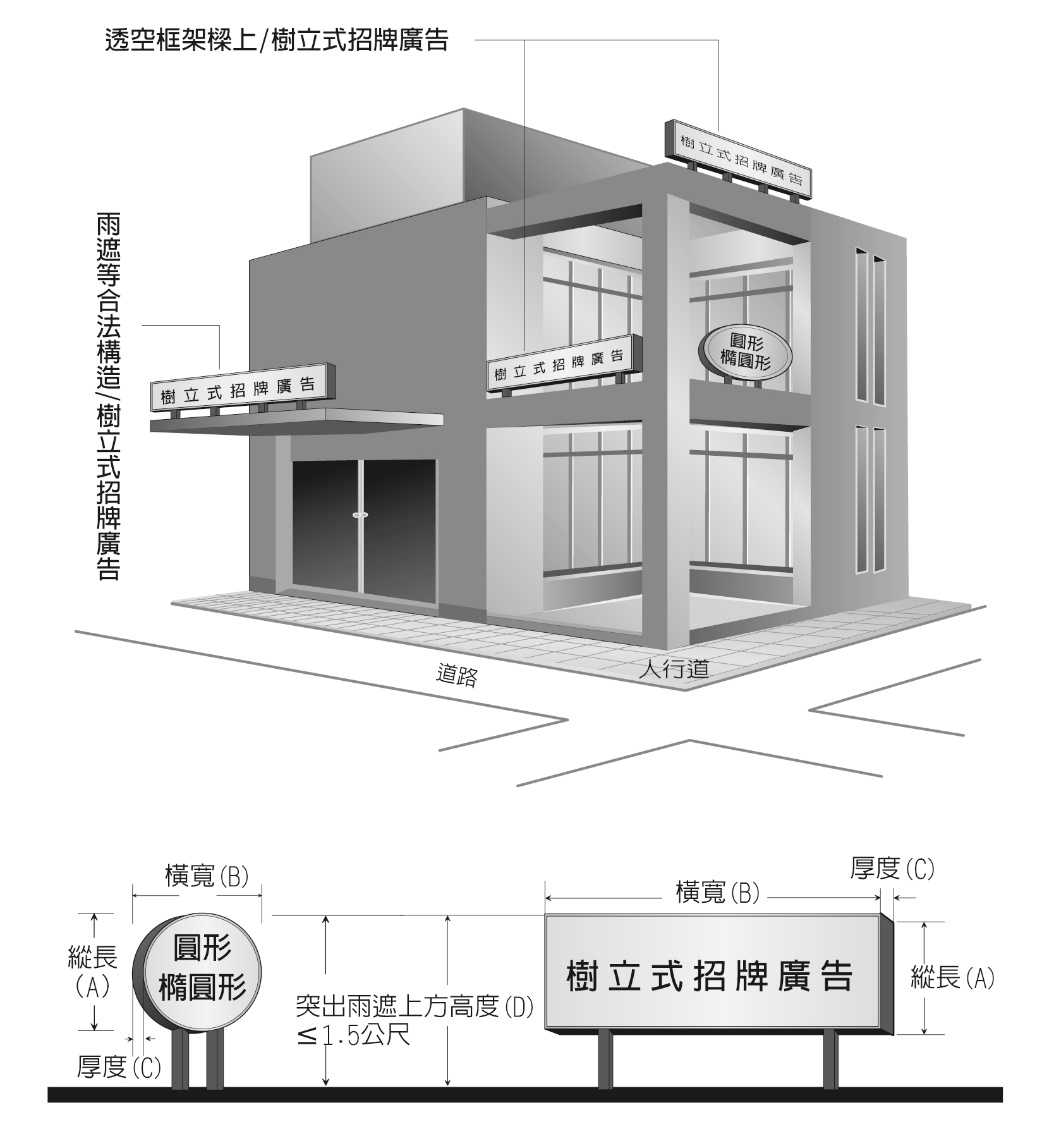 透空框架樑上/樹立式招牌廣告
樹立式招牌廣告
雨遮等合法構造/樹立式招牌廣告
圓形
橢圓形
樹立式招牌廣告
樹立式招牌廣告
道路
人行道
橫寬(B)
厚度(C)
橫寬(B)
圓形
橢圓形
縱長
(A)
樹立式招牌廣告
縱長(A)
突出雨遮上方高度(D)
≤1.5公尺
厚度(C)